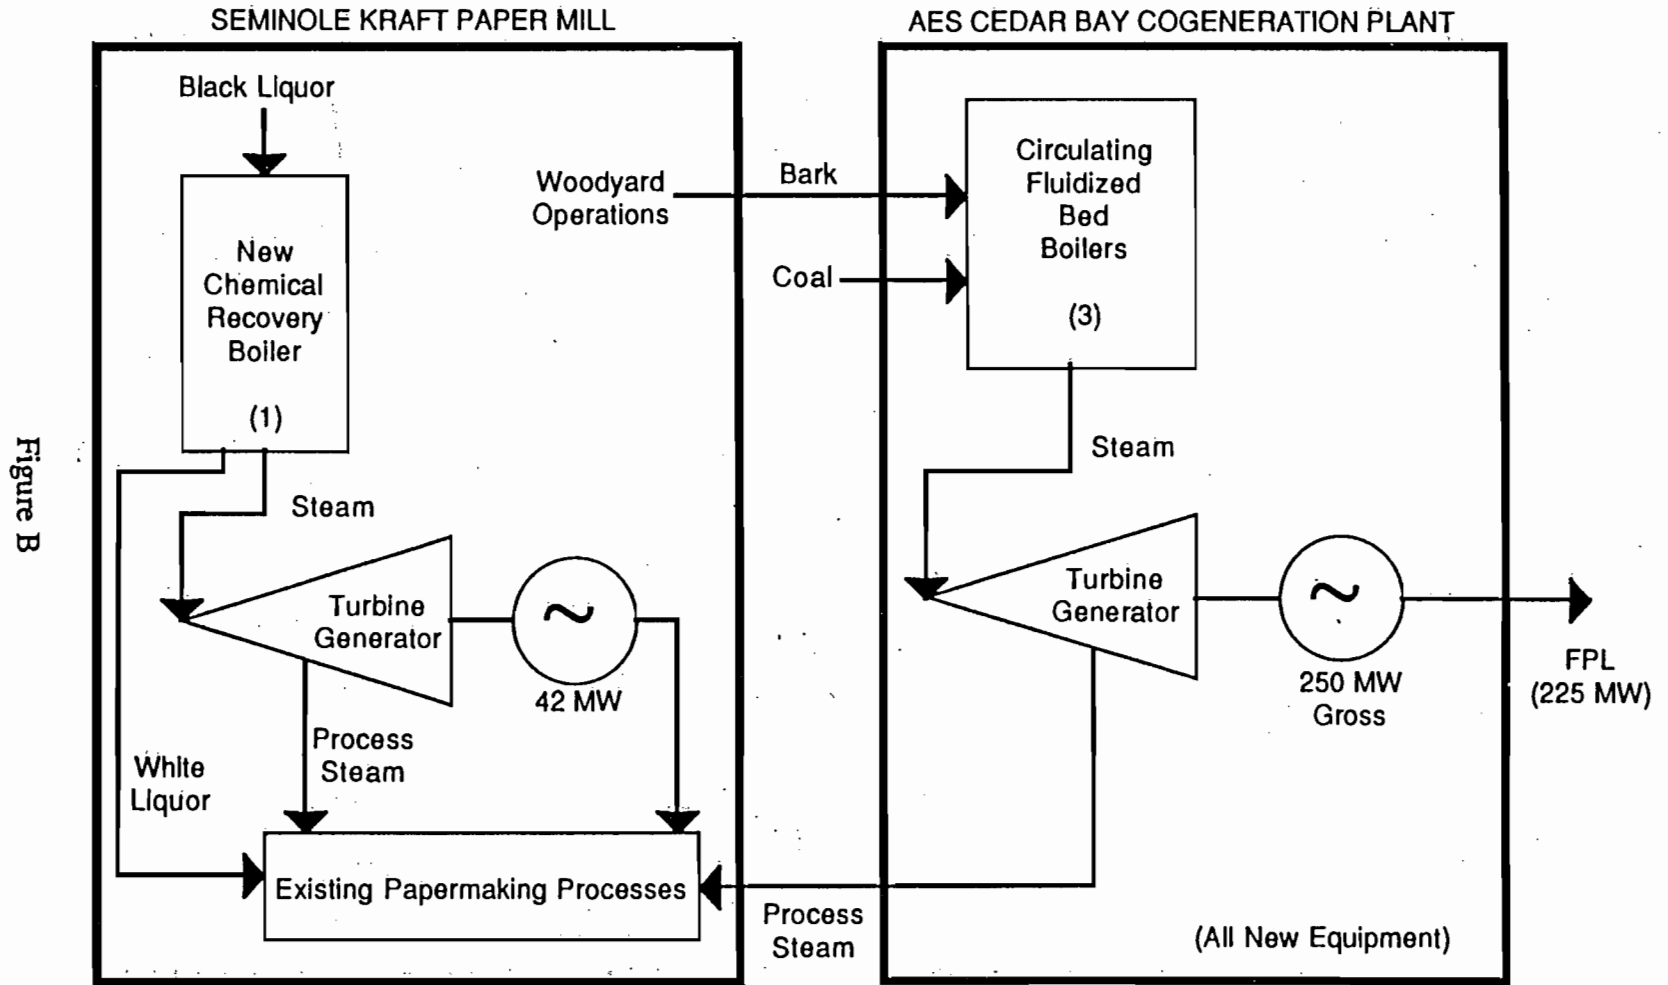 SEMINOLE KRAFT PAPER MILL
AES CEDAR BAY COGENERATION PLANT
Black Liquor
New
Chemical
Recovery
Boiler
(1)
Woodyard
Operations
Bark
Coal
Circulating
Fluidized
Bed
Boilers
(3)
Steam
Steam
Turbine
Generator
~
42 MW
Turbine
Generator
~
250 MW
Gross
FPL
(225 MW)
Process
Steam
White
Liquor
Existing Papermaking Processes
Process
Steam
(All New Equipment)
Figure B